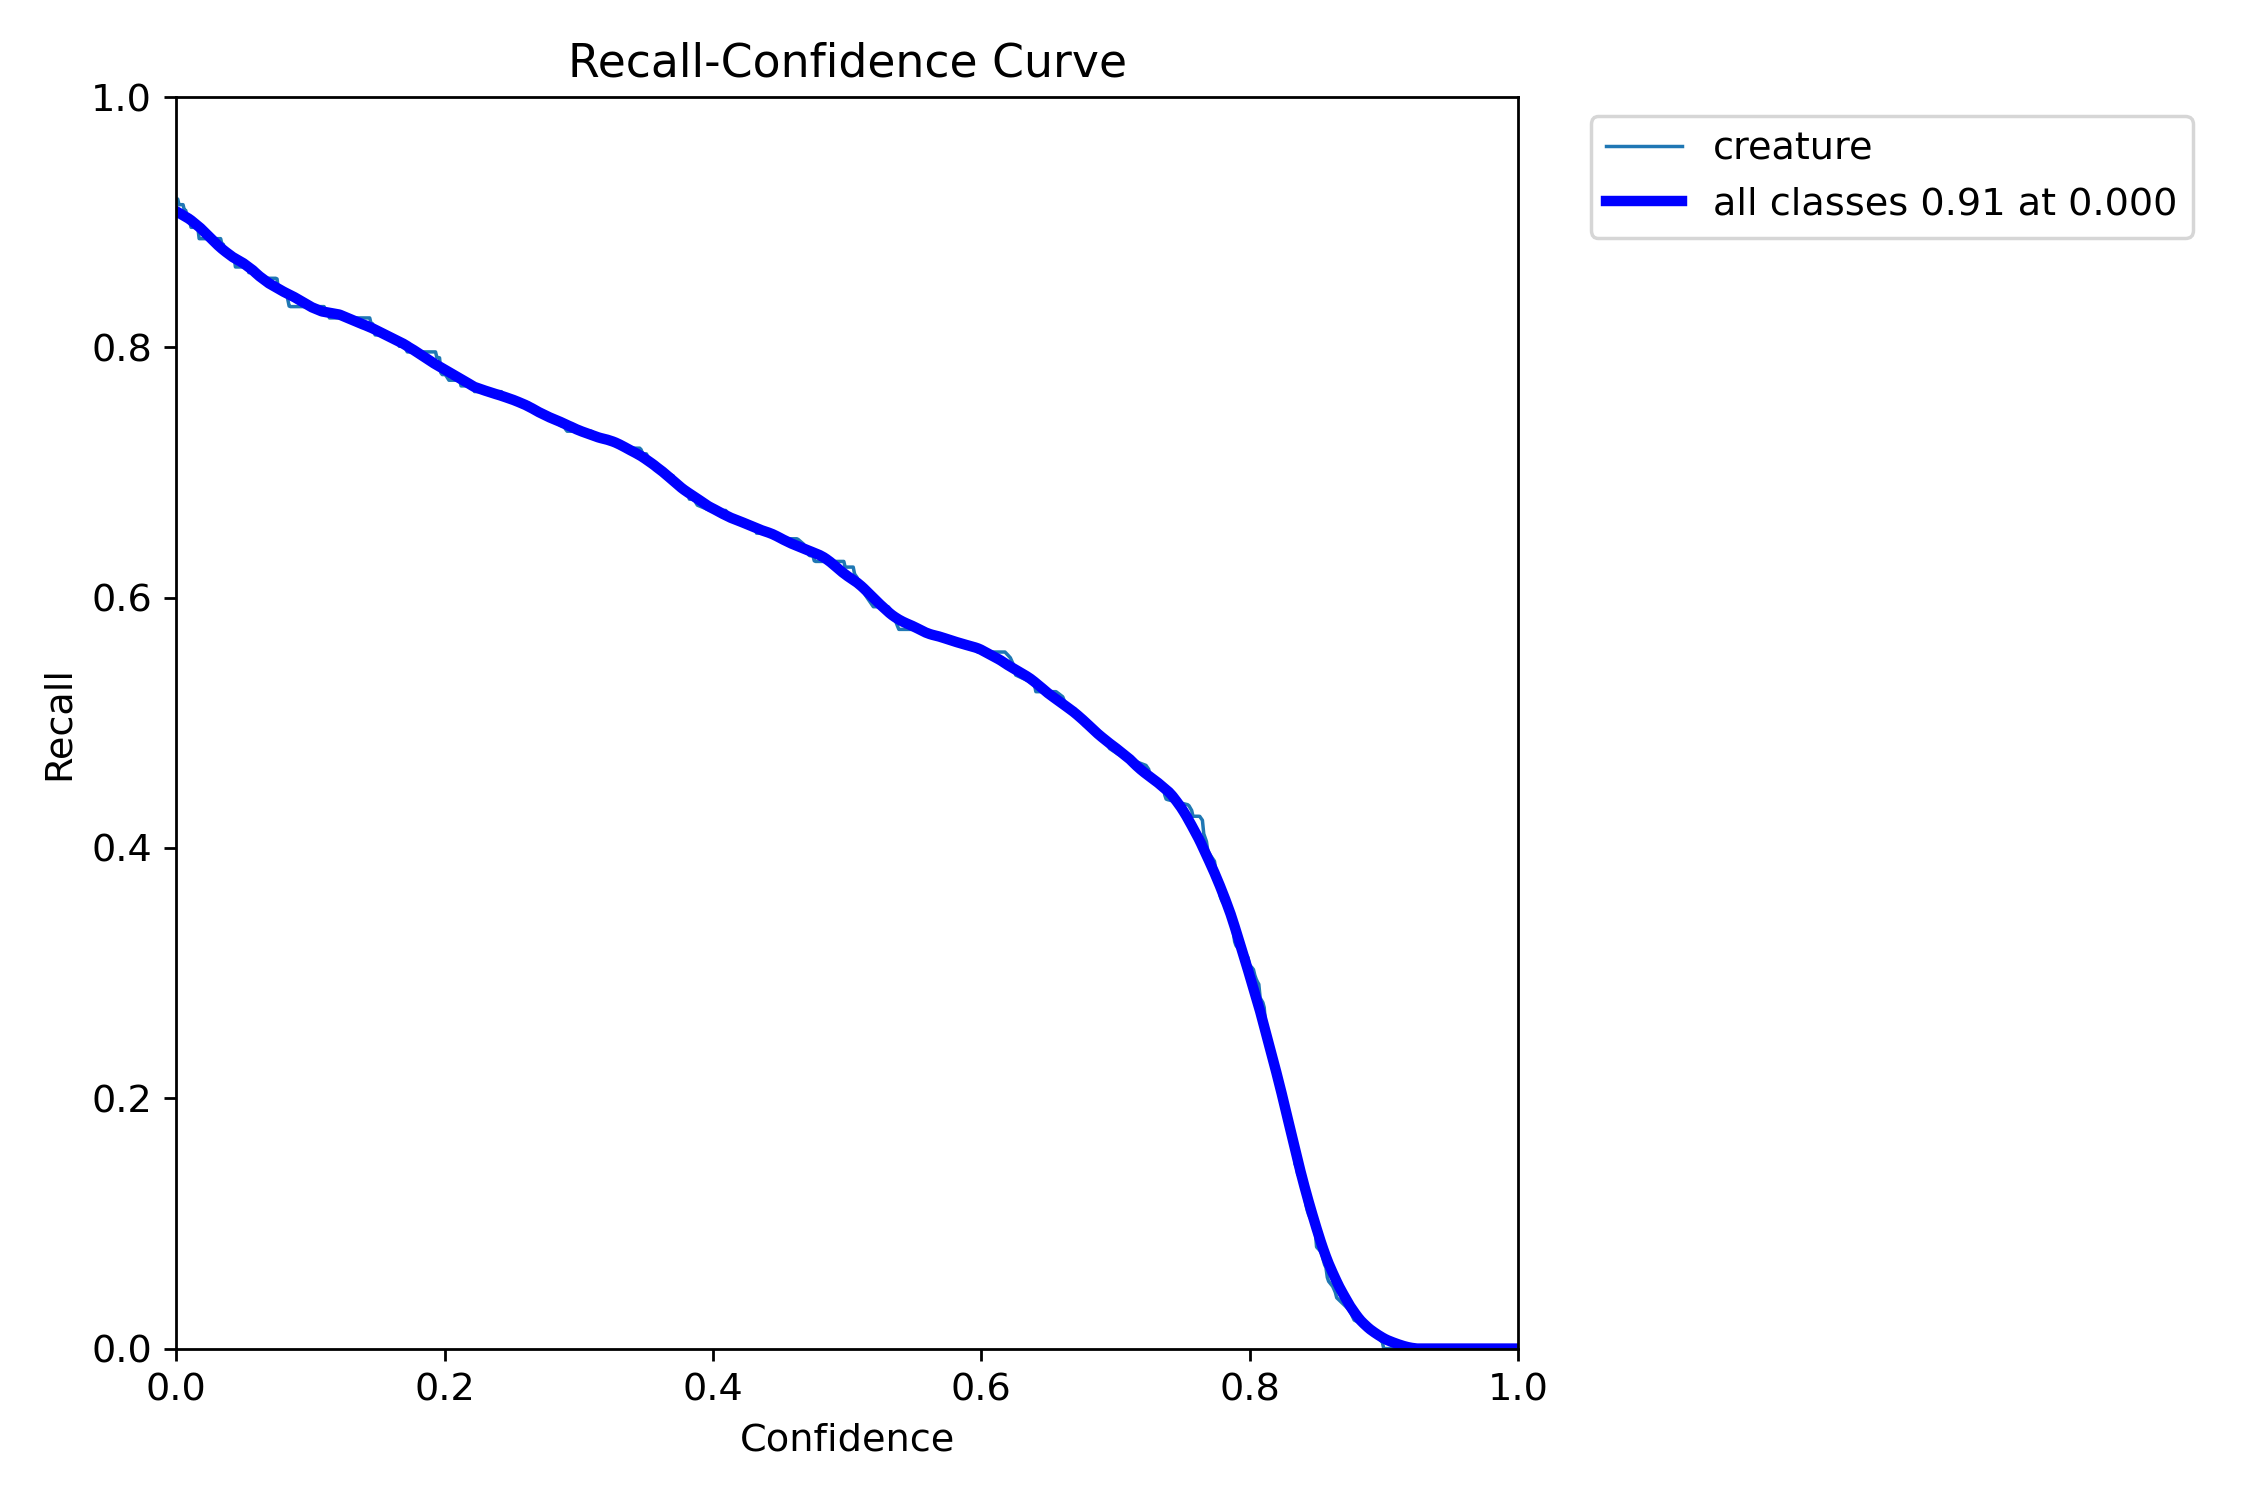 Recall-Confidence Curve
1.0
0.8
0.6
0.4
0.2
0.0
Recall
0.0 0.2 0.4 0.6 0.8 1.0
Confidence
creature
all classes 0.91 at 0.000